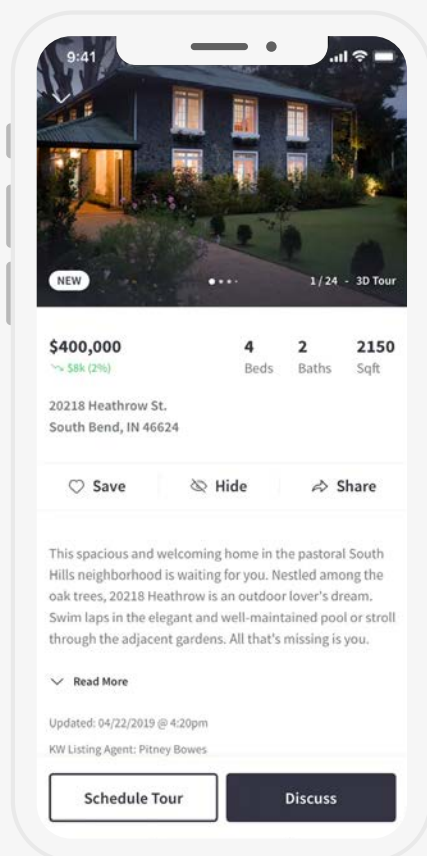 9:41
NEW
1 / 24 - 3D Tour
$400,000 4 2 2150
$8k (2%) Beds Baths Sqft
20218 Heathrow St.
South Bend, IN 46624
Save Hide Share
This spacious and welcoming home in the pastoral South
Hills neighborhood is waiting for you. Nestled among the
oak trees, 20218 Heathrow is an outdoor lover's dream.
Swim laps in the elegant and well-maintained pool or stroll
through the adjacent gardens. All that's missing is you.
Read More
Updated: 04/22/2019 @ 4:20pm
KW Listing Agent: Pitney Bowes
Schedule Tour Discuss